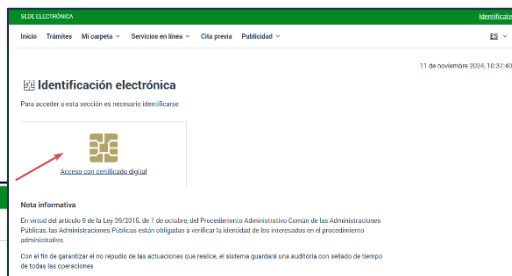 SEDE ELECTRÓNICA
Identifícate
Inicio Trámites Mi carpeta Servicios en línea Cita previa Publicidad ES
11 de noviembre 2024, 10:37:40
Identificación electrónica
Para acceder a esta sección es necesario identificarse
Acceso con certificado digital
Nota informativa
En virtud del artículo 9 de la Ley 39/2015, de 1 de octubre, del Procedimiento Administrativo Común de las Administraciones
Públicas, las Administraciones Públicas están obligadas a verificar la identidad de los interesados en el procedimiento
administrativo.
Con el fin de garantizar el no repudio de las actuaciones que realice, el sistema guardará una auditoría con sellado de tiempo
de todas las operaciones